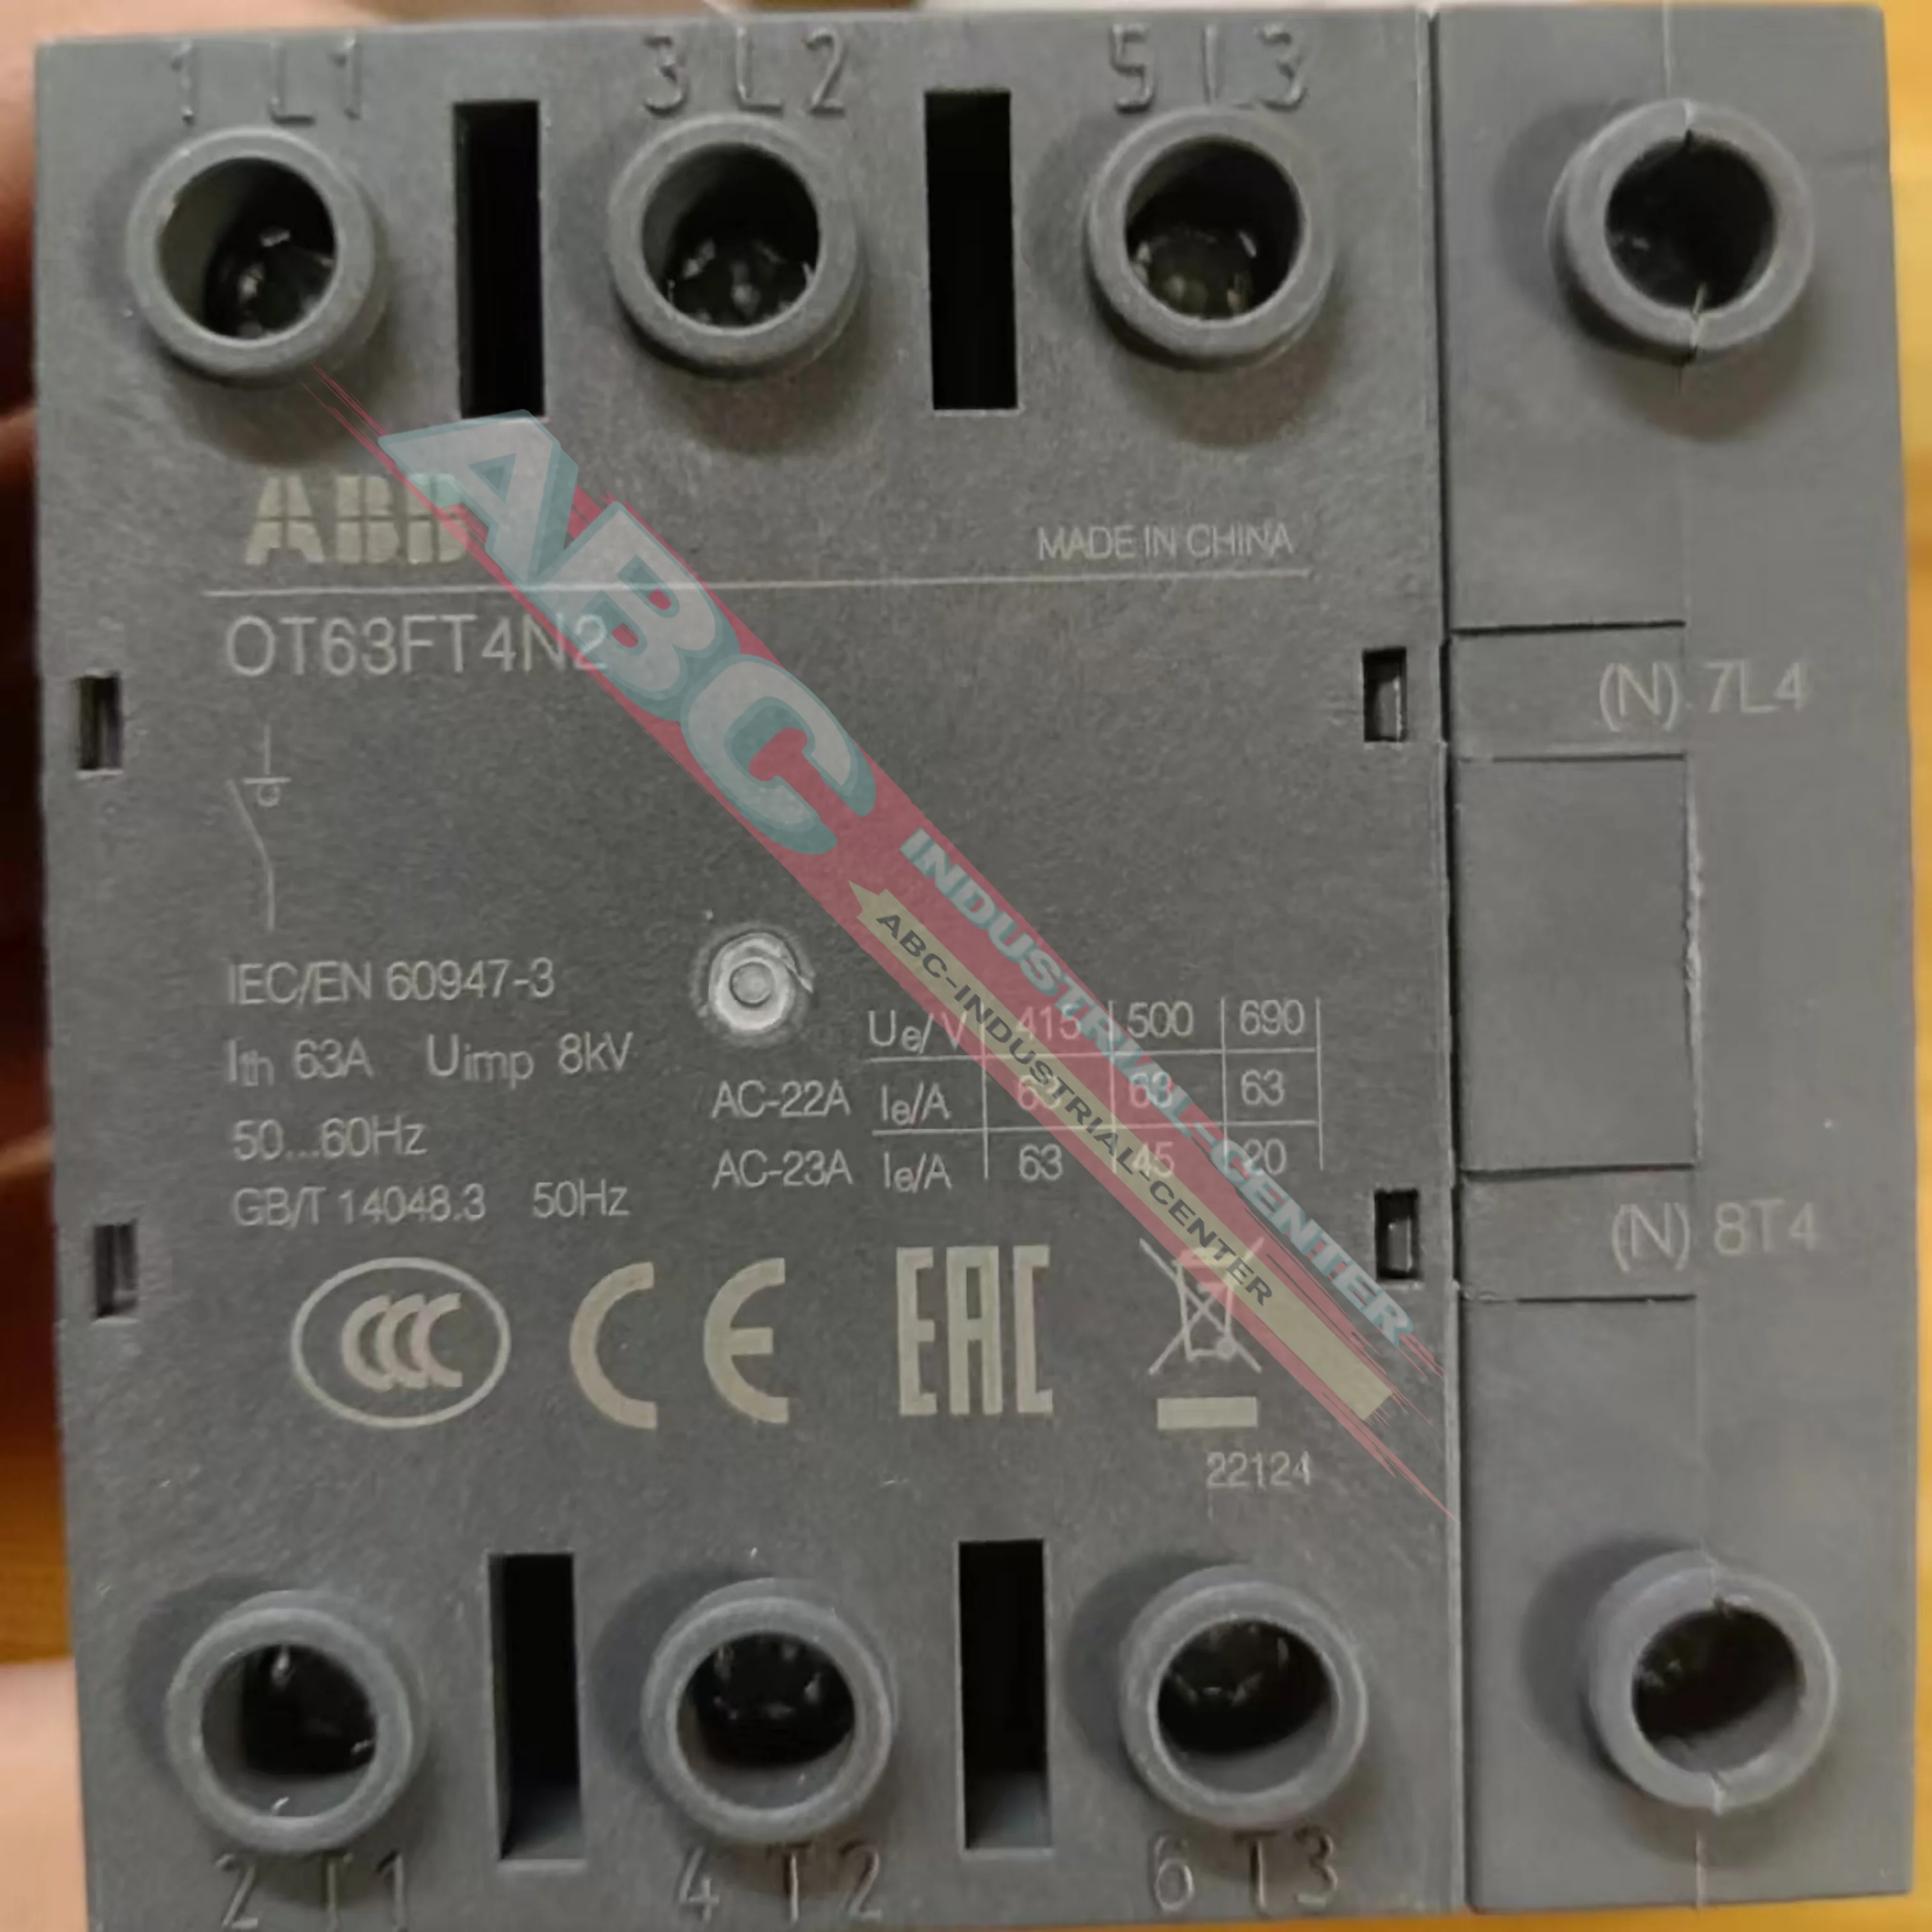 1 L1 3 L2 5 L3
ABB
MADE IN CHINA
OT63FT4N2
(N) 7L4
ABC
INDUSTRIAL-CENTER
ABC-INDUSTRIAL-CENTER
IEC/EN 60947-3
Ith 63A Uimp 8kV
50...60Hz
GB/T 14048.3 50Hz
Ue/V 415 500 690
AC-22A Ie/A 63 63 63
AC-23A Ie/A 63 45 20
(N) 8T4
CCC CE EAC
22124
2 T1 4 T2 6 T3